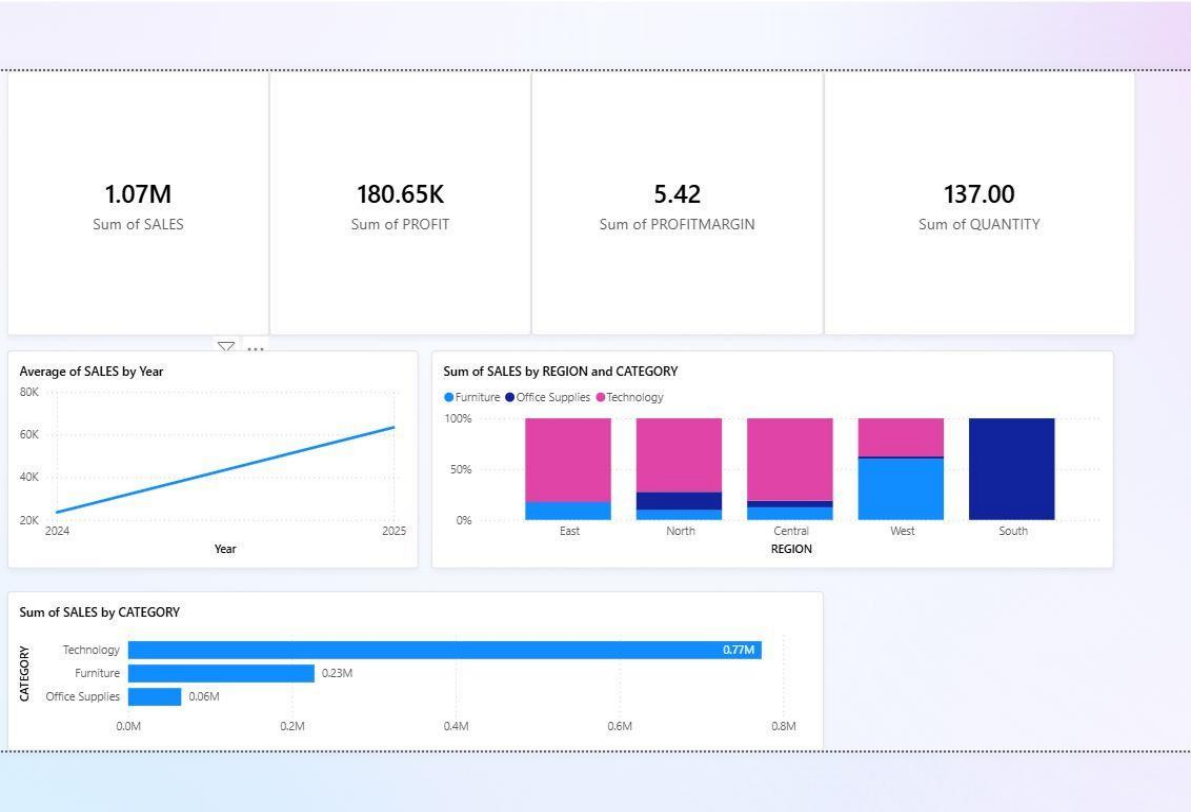 1.07M
Sum of SALES
180.65K
Sum of PROFIT
5.42
Sum of PROFITMARGIN
137.00
Sum of QUANTITY
Average of SALES by Year
80K
60K
40K
20K
2024
2025
Year
Sum of SALES by REGION and CATEGORY
Furniture Office Supplies Technology
100%
50%
0%
East North Central West South
REGION
Sum of SALES by CATEGORY
CATEGORY
Technology 0.77M
Furniture 0.23M
Office Supplies 0.06M
0.0M 0.2M 0.4M 0.6M 0.8M